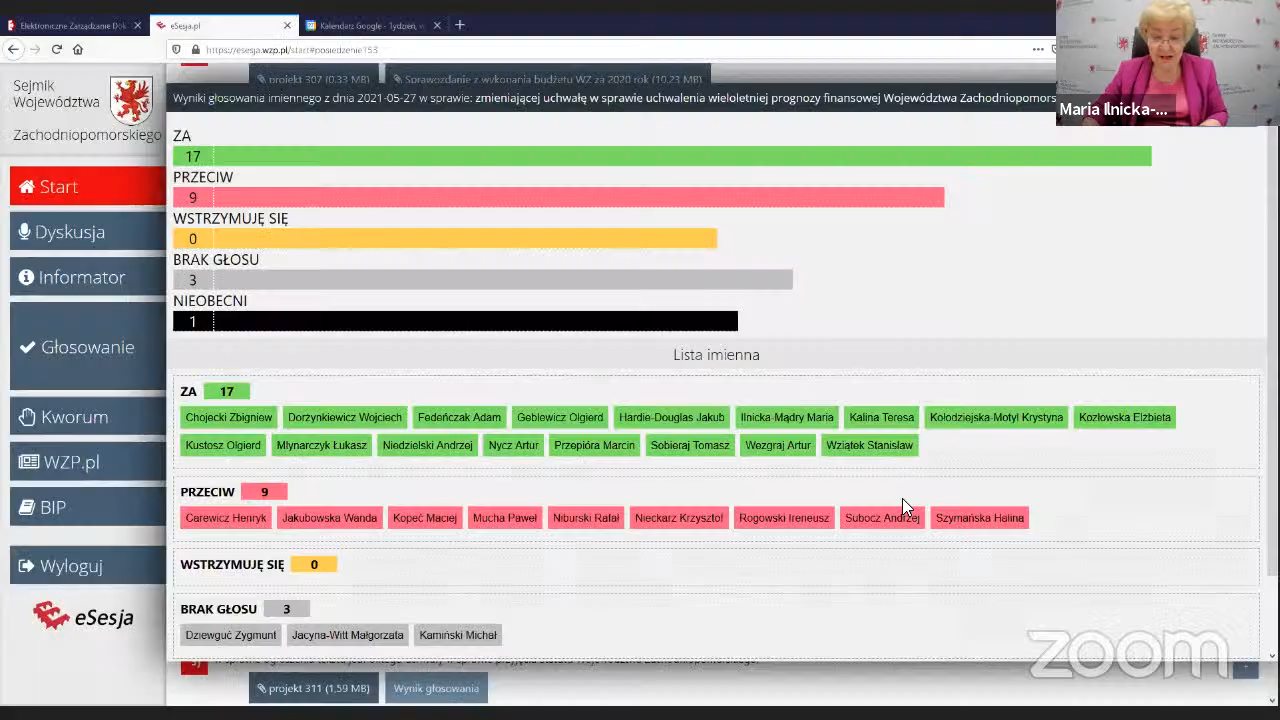 Elektroniczne Zarządzanie Dok
eSesja.pl
Kalendarz Google - Tydzień, w
https://esesja.wzp.pl/start#posiedzenie153
Sejmik
Województwa
Zachodniopomorskiego
projekt 307 (0.33 MB)
Sprawozdanie z wykonania budżetu WZ za 2020 rok (10.23 MB)
Wyniki głosowania imiennego z dnia 2021-05-27 w sprawie: zmieniającej uchwałę w sprawie uchwalenia wieloletniej prognozy finansowej Województwa Zachodniopomors
Maria Ilnicka-...
Start
Dyskusja
Informator
Głosowanie
Kworum
WZP.pl
BIP
Wyloguj
eSesja
ZA
17
PRZECIW
9
WSTRZYMUJĘ SIĘ
0
BRAK GŁOSU
3
NIEOBECNI
1
Lista imienna
ZA 17
Chojecki Zbigniew Dorżynkiewicz Wojciech Fedeńczak Adam Geblewicz Olgierd Hardie-Douglas Jakub Ilnicka-Mądry Maria Kalina Teresa Kołodziejska-Motyl Krystyna Kozłowska Elżbieta
Kustosz Olgierd Mlynarczyk Łukasz Niedzielski Andrzej Nycz Artur Przepióra Marcin Sobieraj Tomasz Wezgraj Artur Wziątek Stanisław
PRZECIW 9
Carewicz Henryk Jakubowska Wanda Kopeć Maciej Mucha Paweł Niburski Rafał Nieckarz Krzysztof Rogowski Ireneusz Subocz Andrzej Szymańska Halina
WSTRZYMUJĘ SIĘ 0
BRAK GŁOSU 3
Dziewguć Zygmunt Jacyna-Witt Małgorzata Kamiński Michał
projekt 311 (1,59 MB)
Wynik głosowania
zoom